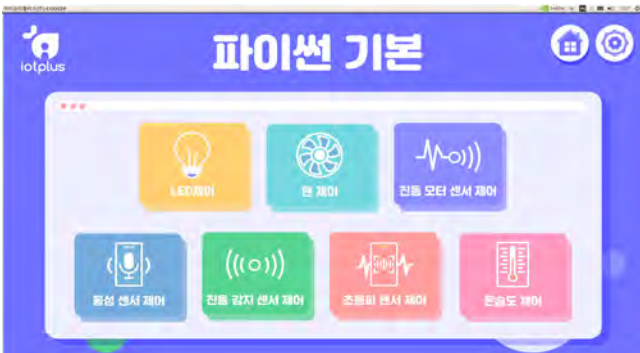 iotplus
파이썬 기본
LED제어
팬 제어
진동 모터 센서 제어
음성 센서 제어
진동 감지 센서 제어
초음파 센서 제어
온습도 제어